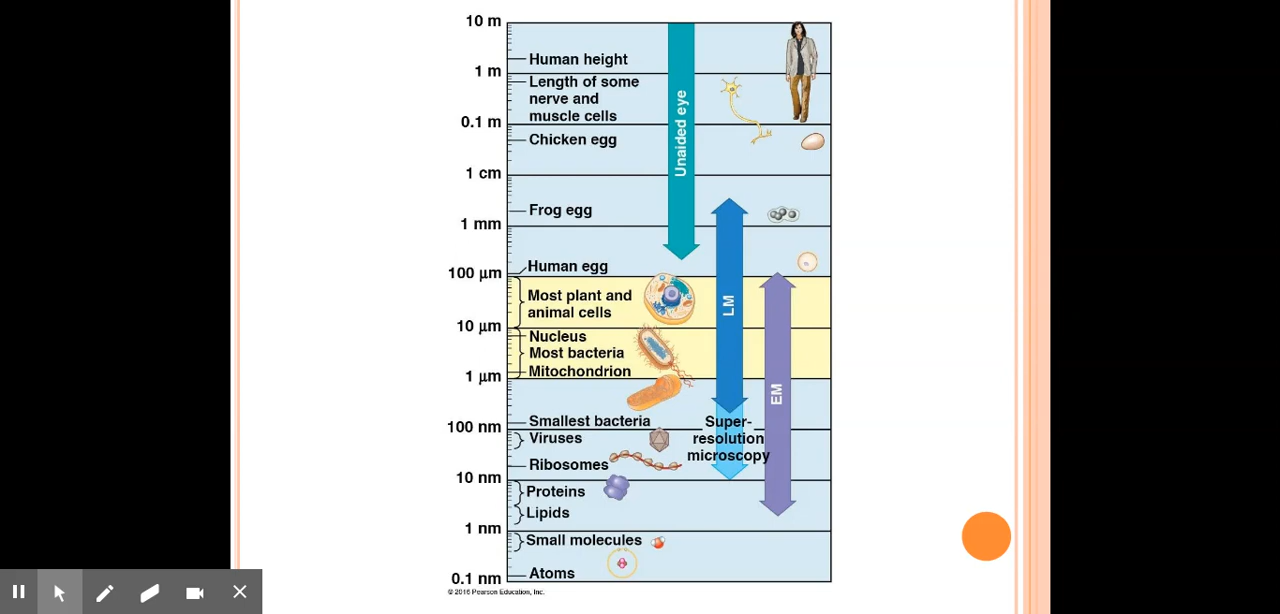 10 m
Human height
1 m
Length of some
nerve and
muscle cells
0.1 m
Chicken egg
1 cm
Frog egg
1 mm
Human egg
100 µm
Most plant and
animal cells
10 µm
Nucleus
Most bacteria
Mitochondrion
1 µm
Smallest bacteria
100 nm
Viruses
Ribosomes
10 nm
Proteins
Lipids
1 nm
Small molecules
Atoms
0.1 nm
Unaided eye
LM
EM
Super-
resolution
microscopy
© 2016 Pearson Education, Inc.